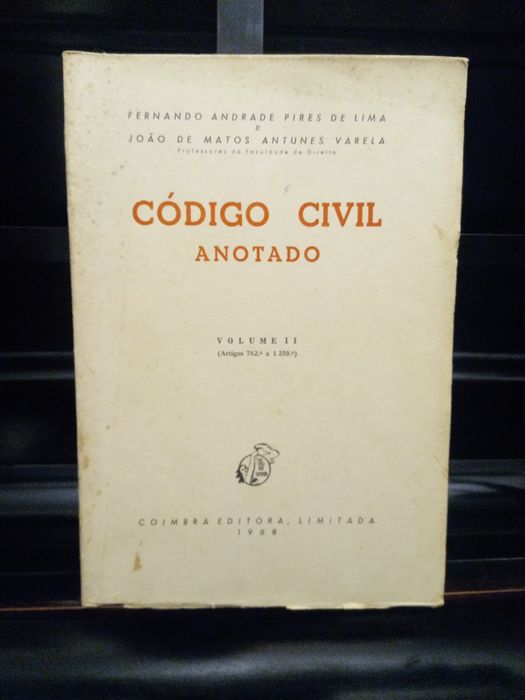 FERNANDO ANDRADE PIRES DE LIMA
E
JOÃO DE MATOS ANTUNES VARELA
Professores da Faculdade de Direito
CÓDIGO CIVIL
ANOTADO
VOLUME II
(Artigos 762.º a 1 250.º)
COIMBRA EDITORA, LIMITADA
1968